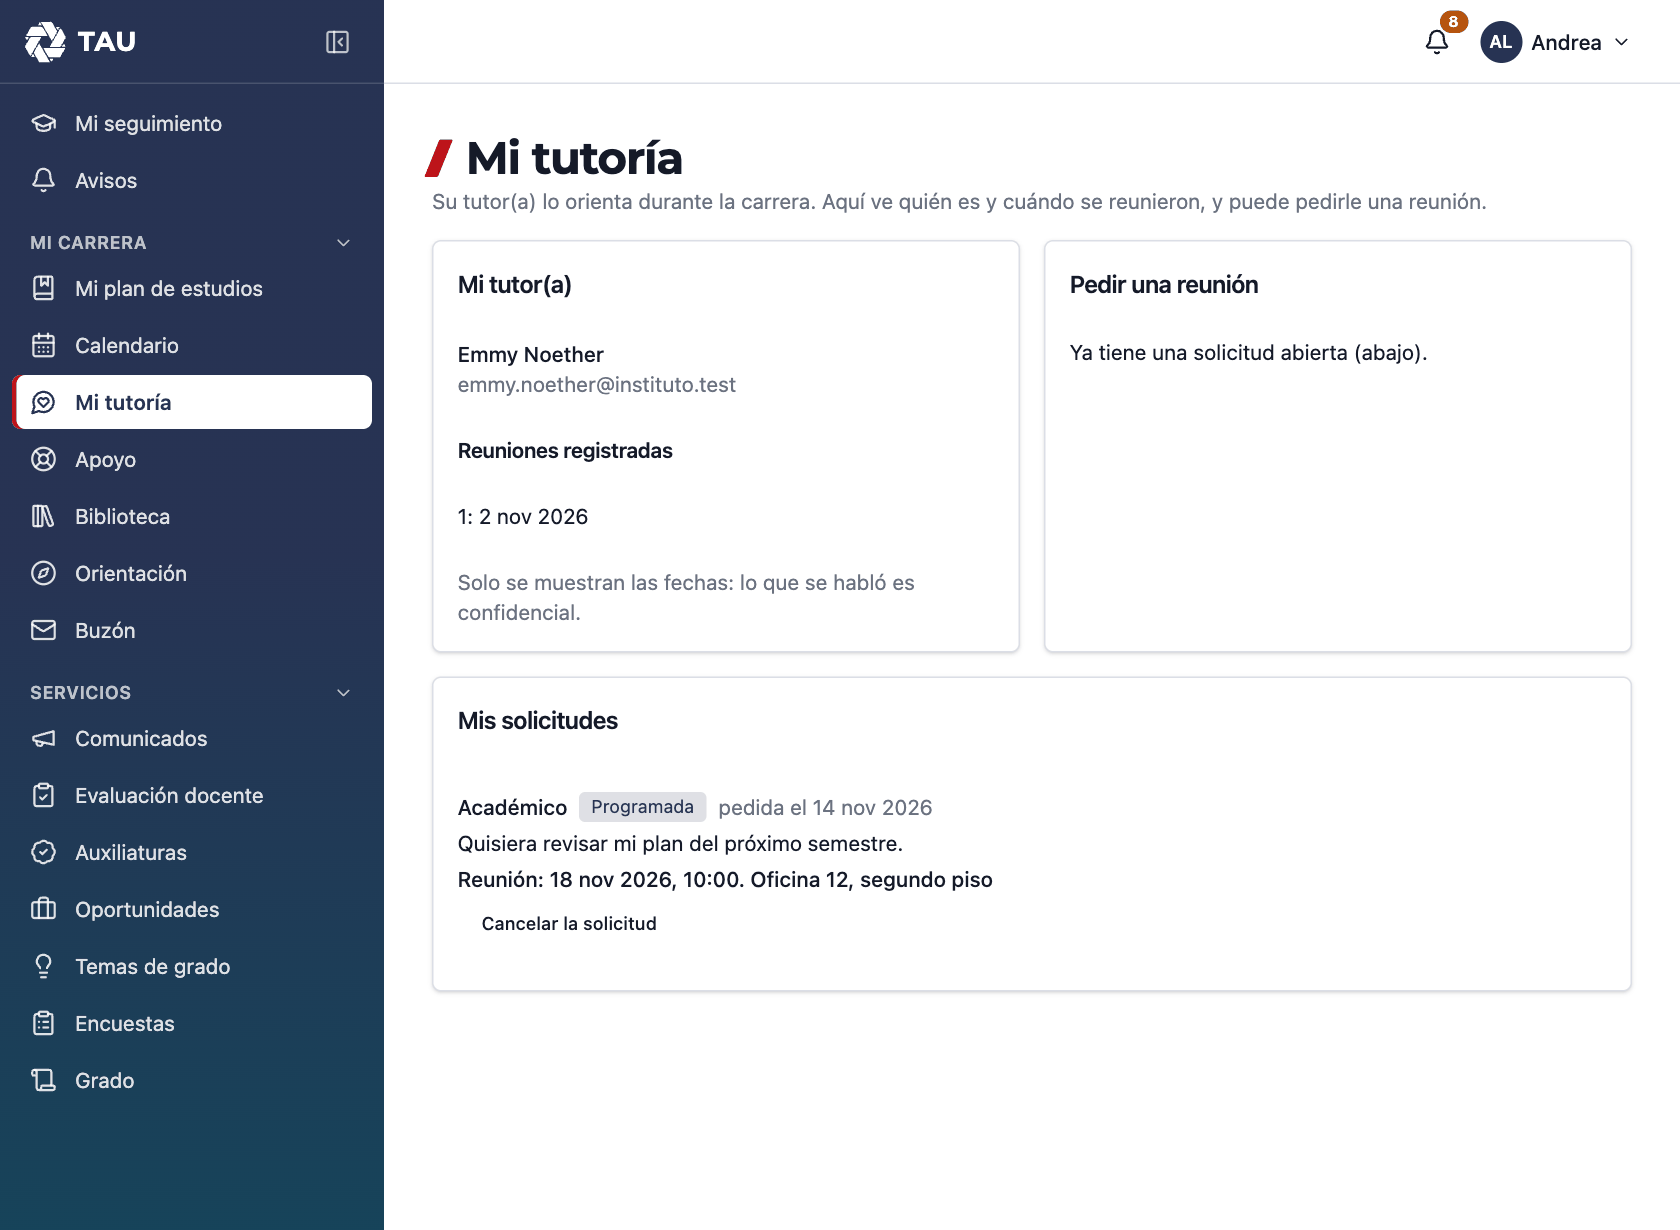 TAU
8
AL
Andrea
Mi seguimiento
Avisos
MI CARRERA
Mi plan de estudios
Calendario
Mi tutoría
Apoyo
Biblioteca
Orientación
Buzón
SERVICIOS
Comunicados
Evaluación docente
Auxiliaturas
Oportunidades
Temas de grado
Encuestas
Grado
Mi tutoría
Su tutor(a) lo orienta durante la carrera. Aquí ve quién es y cuándo se reunieron, y puede pedirle una reunión.
Mi tutor(a)
Emmy Noether
emmy.noether@instituto.test
Reuniones registradas
1: 2 nov 2026
Solo se muestran las fechas: lo que se habló es
confidencial.
Pedir una reunión
Ya tiene una solicitud abierta (abajo).
Mis solicitudes
Académico Programada pedida el 14 nov 2026
Quisiera revisar mi plan del próximo semestre.
Reunión: 18 nov 2026, 10:00. Oficina 12, segundo piso
Cancelar la solicitud